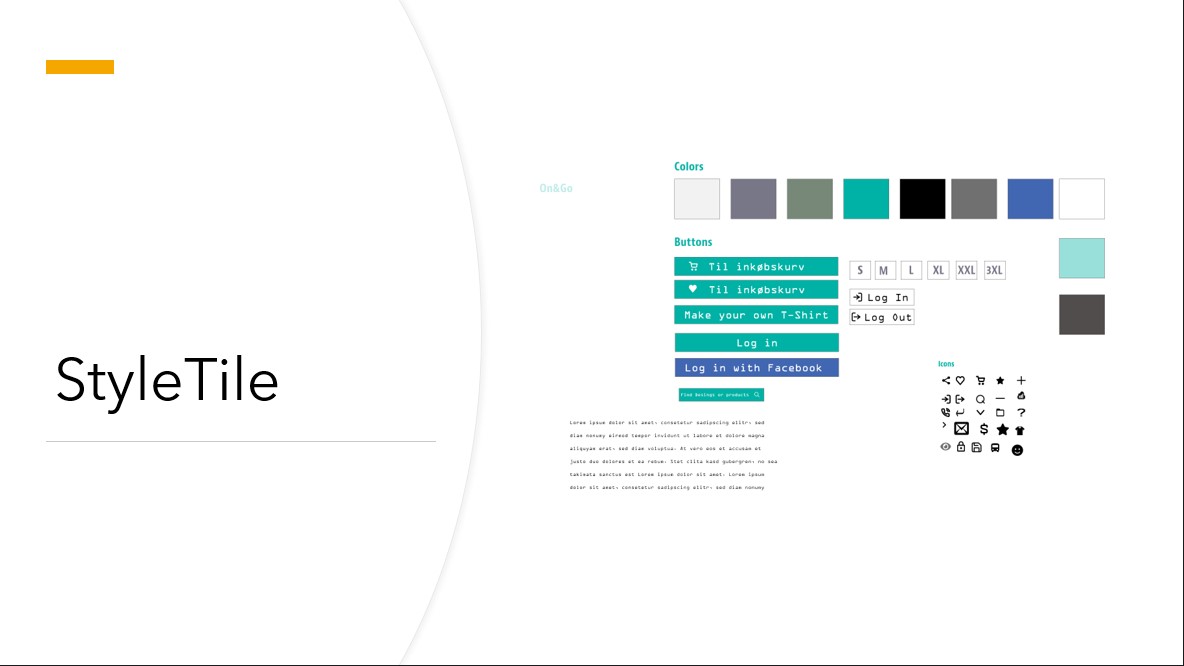 StyleTile
On&Go
Colors
Buttons
Til inkøbskurv
Til inkøbskurv
Make your own T-Shirt
Log in
Log in with Facebook
S M L XL XXL 3XL
Log In
Log Out
Icons
Lorem ipsum dolor sit amet, consetetur sadipscing elitr, sed
diam nonumy eirmod tempor invidunt ut labore et dolore magna
aliquyam erat, sed diam voluptua. At vero eos et accusam et
justo duo dolores et ea rebum. Stet clita kasd gubergren, no sea
takimata sanctus est Lorem ipsum dolor sit amet. Lorem ipsum
dolor sit amet, consetetur sadipscing elitr, sed diam nonumy